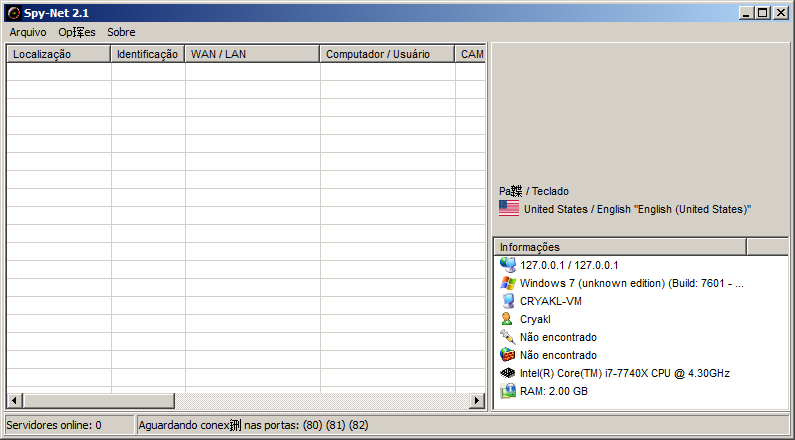 Spy-Net 2.1
Arquivo Op珲es Sobre
Localização Identificação WAN / LAN Computador / Usuário CAM
Pa韘 / Teclado
United States / English "English (United States)"
Informações
127.0.0.1 / 127.0.0.1
Windows 7 (unknown edition) (Build: 7601 - ...
CRYAKL-VM
Cryakl
Não encontrado
Não encontrado
Intel(R) Core(TM) i7-7740X CPU @ 4.30GHz
RAM: 2.00 GB
Servidores online: 0
Aguardando conex鉶 nas portas: (80) (81) (82)